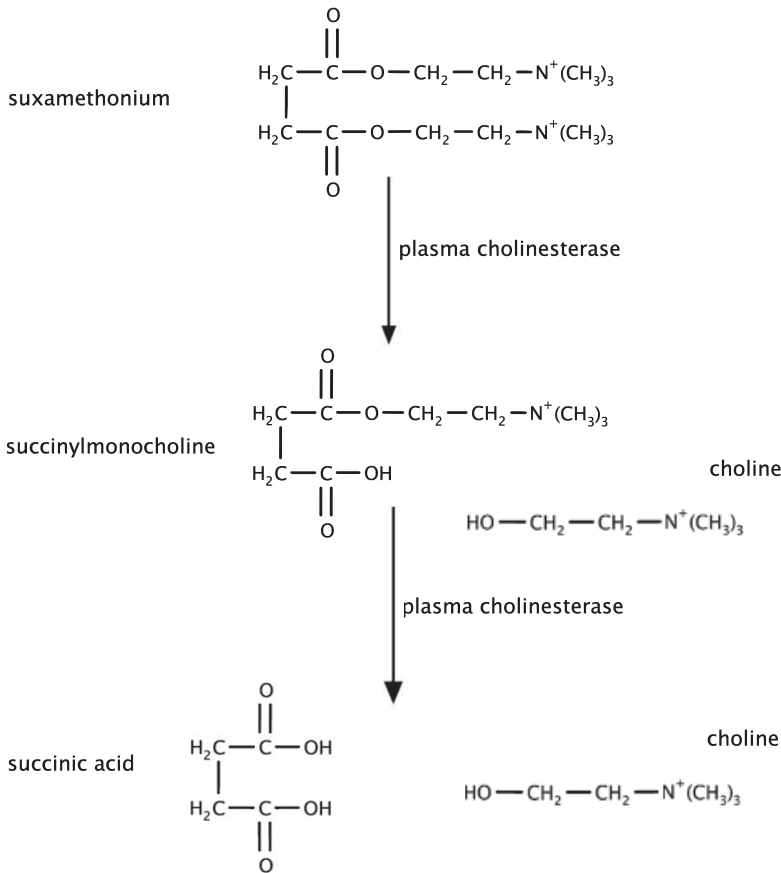 O
H₂C—C—O—CH₂—CH₂—N⁺(CH₃)₃
suxamethonium
H₂C—C—O—CH₂—CH₂—N⁺(CH₃)₃
O
plasma cholinesterase
O
H₂C—C—O—CH₂—CH₂—N⁺(CH₃)₃
succinylmonocholine
H₂C—C—OH
choline
O
HO—CH₂—CH₂—N⁺(CH₃)₃
plasma cholinesterase
O
H₂C—C—OH
choline
succinic acid
HO—CH₂—CH₂—N⁺(CH₃)₃
H₂C—C—OH
O